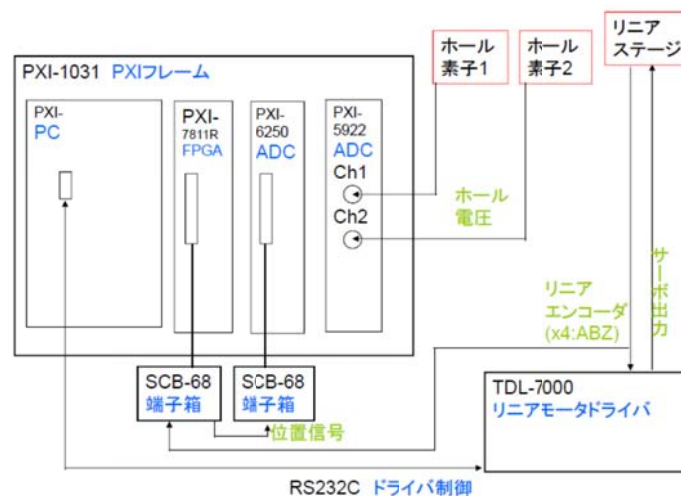 ホール
素子1
ホール
素子2
リニア
ステージ
PXI-1031 PXIフレーム
PXI-
PC
PXI-
7811R
FPGA
PXI-
6250
ADC
PXI-
5922
ADC
Ch1
Ch2
ホール
電圧
リニア
エンコーダ
(x4:ABZ)
サーボ出力
SCB-68
端子箱
SCB-68
端子箱
位置信号
TDL-7000
リニアモータドライバ
RS232C ドライバ制御